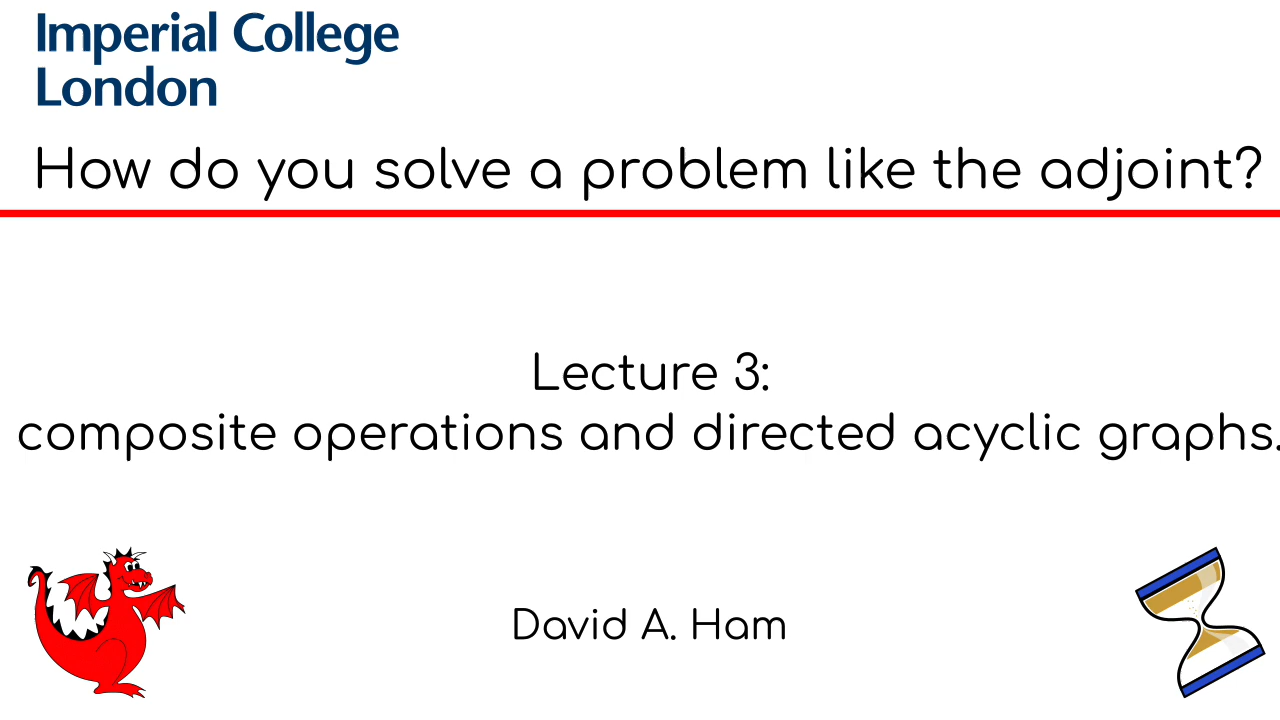 Imperial College
London
How do you solve a problem like the adjoint?
Lecture 3:
composite operations and directed acyclic graphs.
David A. Ham